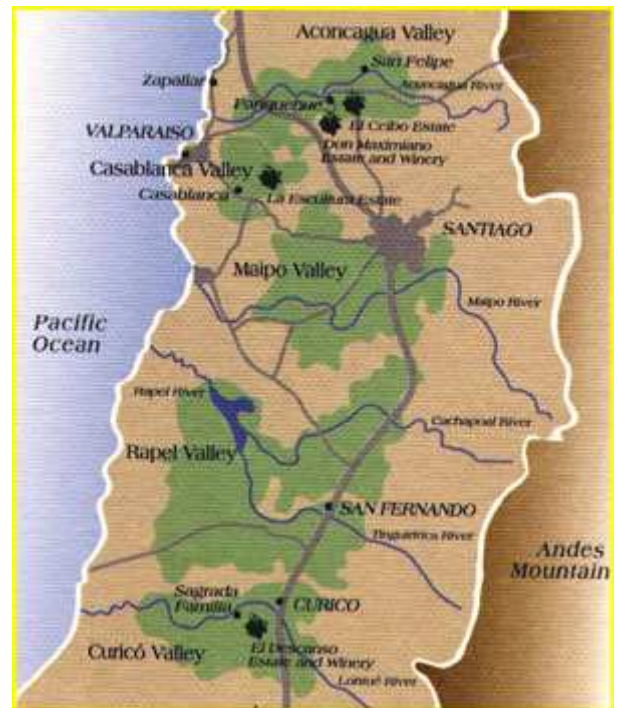 Aconcagua Valley
San Felipe
Zapallar
Aconcagua River
Panquehue
El Ceibo Estate
VALPARAISO
Don Maximiano
Estate and Winery
Casablanca Valley
Casablanca
La Escultura Estate
SANTIAGO
Maipo Valley
Maipo River
Pacific
Ocean
Rapel River
Cachapoal River
Rapel Valley
SAN FERNANDO
Tinguiririca River
Andes
Mountain
Sagrada
Familia
CURICO
Curicó Valley
El Descanso
Estate and Winery
Lontué River